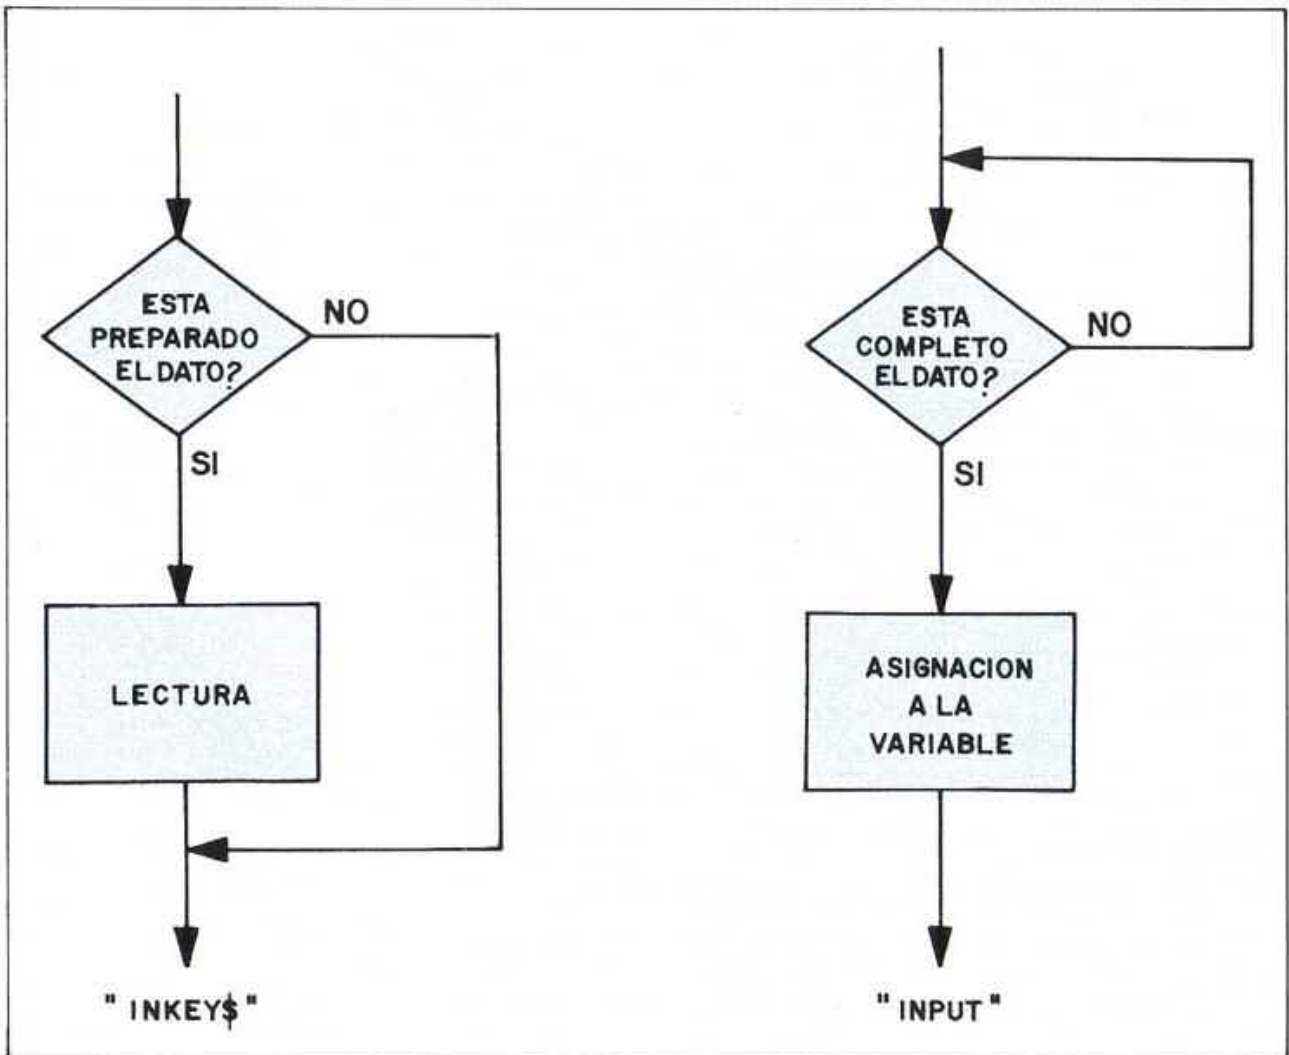 ESTA
PREPARADO
EL DATO?
NO
SI
LECTURA
" INKEY$ "
ESTA
COMPLETO
EL DATO?
NO
SI
ASIGNACION
A LA
VARIABLE
" INPUT "